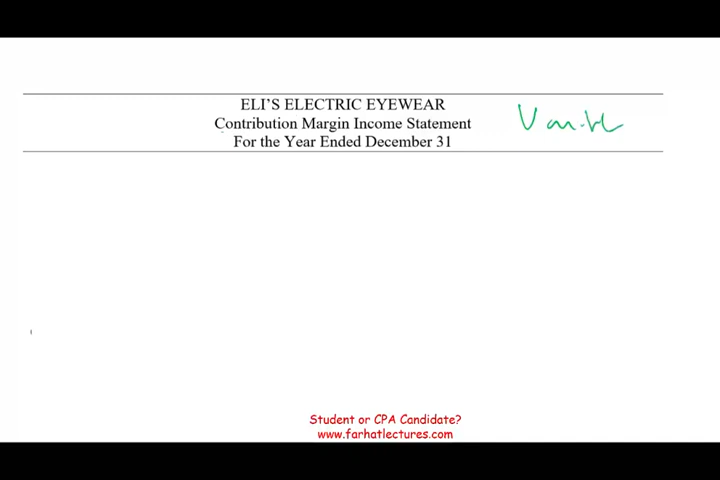 ELI'S ELECTRIC EYEWEAR
Contribution Margin Income Statement
For the Year Ended December 31
Student or CPA Candidate?
www.farhatlectures.com